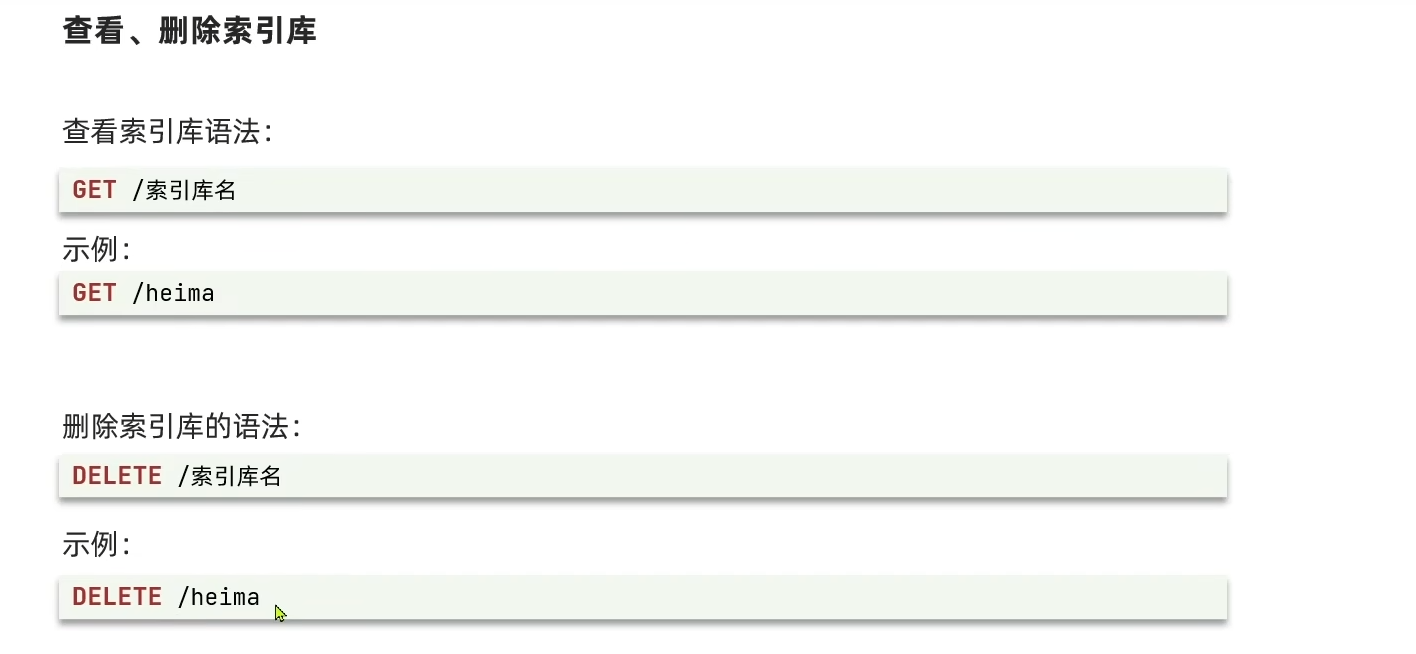 查看、删除索引库
查看索引库语法：
GET /索引库名
示例：
GET /heima
删除索引库的语法：
DELETE /索引库名
示例：
DELETE /heima